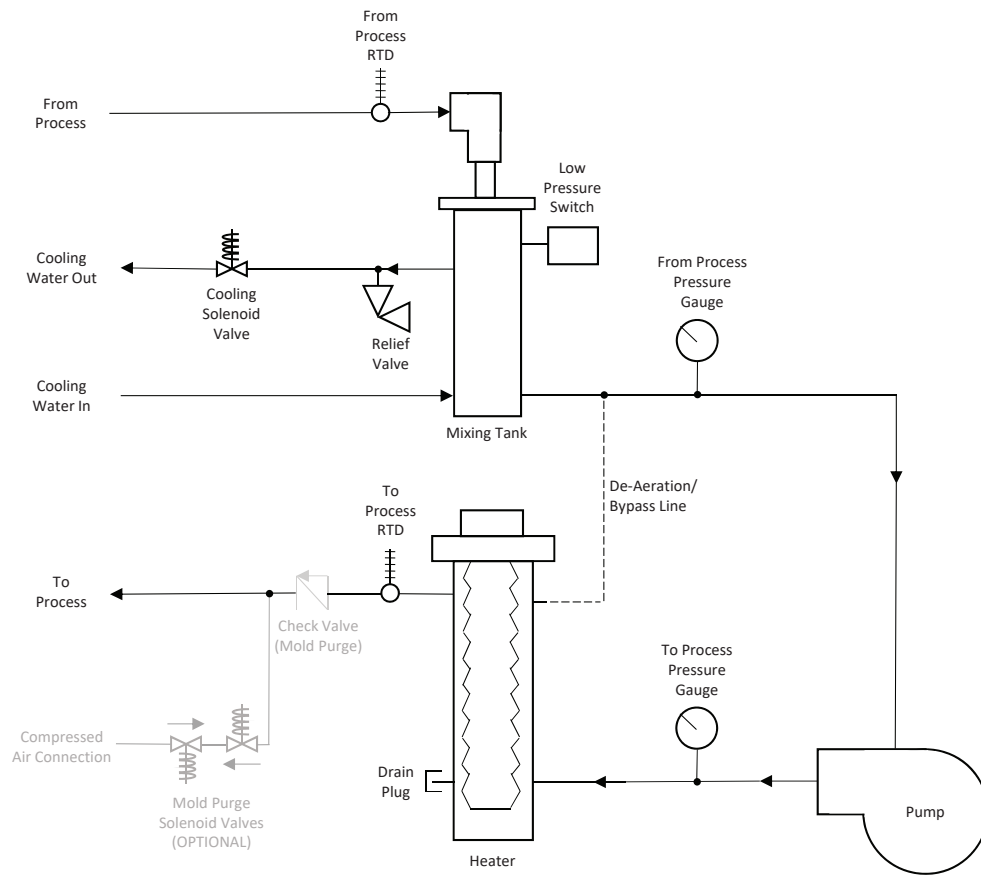 From
Process
RTD
From
Process
Low
Pressure
Switch
Cooling
Water Out
Cooling
Solenoid
Valve
Relief
Valve
From Process
Pressure
Gauge
Cooling
Water In
Mixing Tank
De-Aeration/
Bypass Line
To
Process
RTD
To
Process
Check Valve
(Mold Purge)
To Process
Pressure
Gauge
Compressed
Air Connection
Mold Purge
Solenoid Valves
(OPTIONAL)
Drain
Plug
Heater
Pump